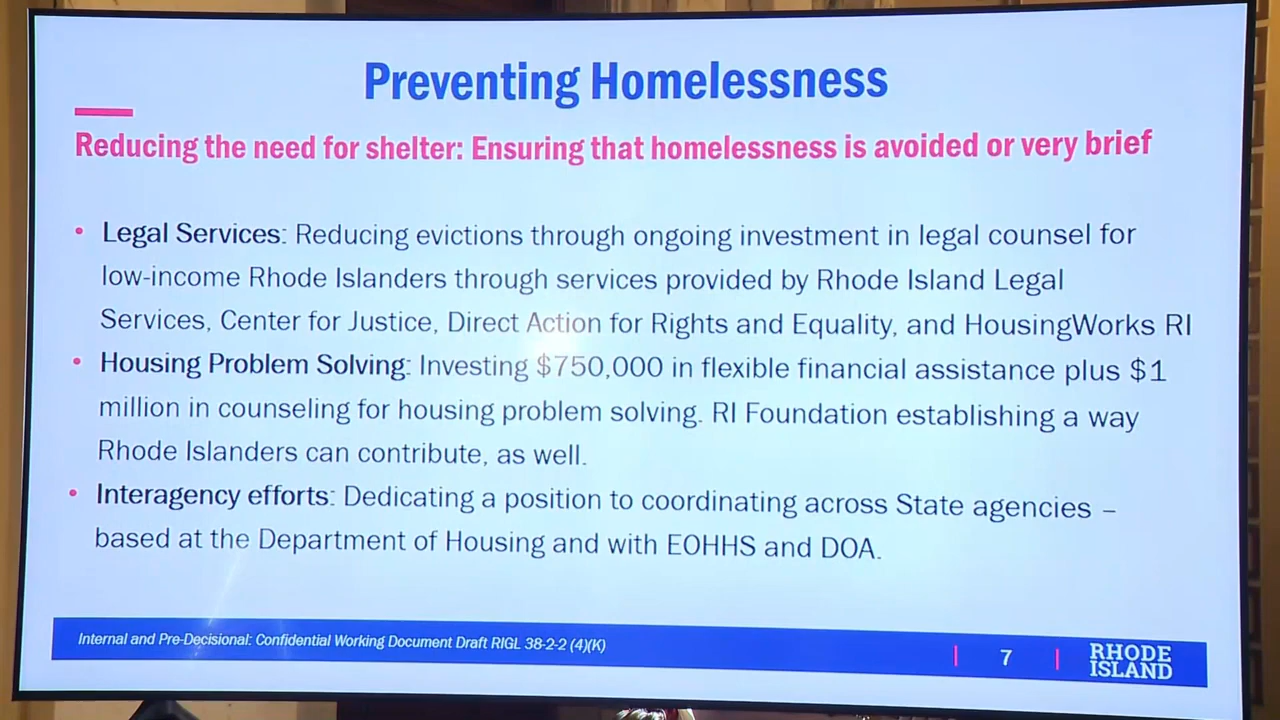 Preventing Homelessness
Reducing the need for shelter: Ensuring that homelessness is avoided or very brief
• Legal Services: Reducing evictions through ongoing investment in legal counsel for
low-income Rhode Islanders through services provided by Rhode Island Legal
Services, Center for Justice, Direct Action for Rights and Equality, and HousingWorks RI
• Housing Problem Solving: Investing $750,000 in flexible financial assistance plus $1
million in counseling for housing problem solving. RI Foundation establishing a way
Rhode Islanders can contribute, as well.
• Interagency efforts: Dedicating a position to coordinating across State agencies –
based at the Department of Housing and with EOHHS and DOA.
Internal and Pre-Decisional: Confidential Working Document Draft RIGL 38-2-2 (4)(K)
7
RHODE
ISLAND